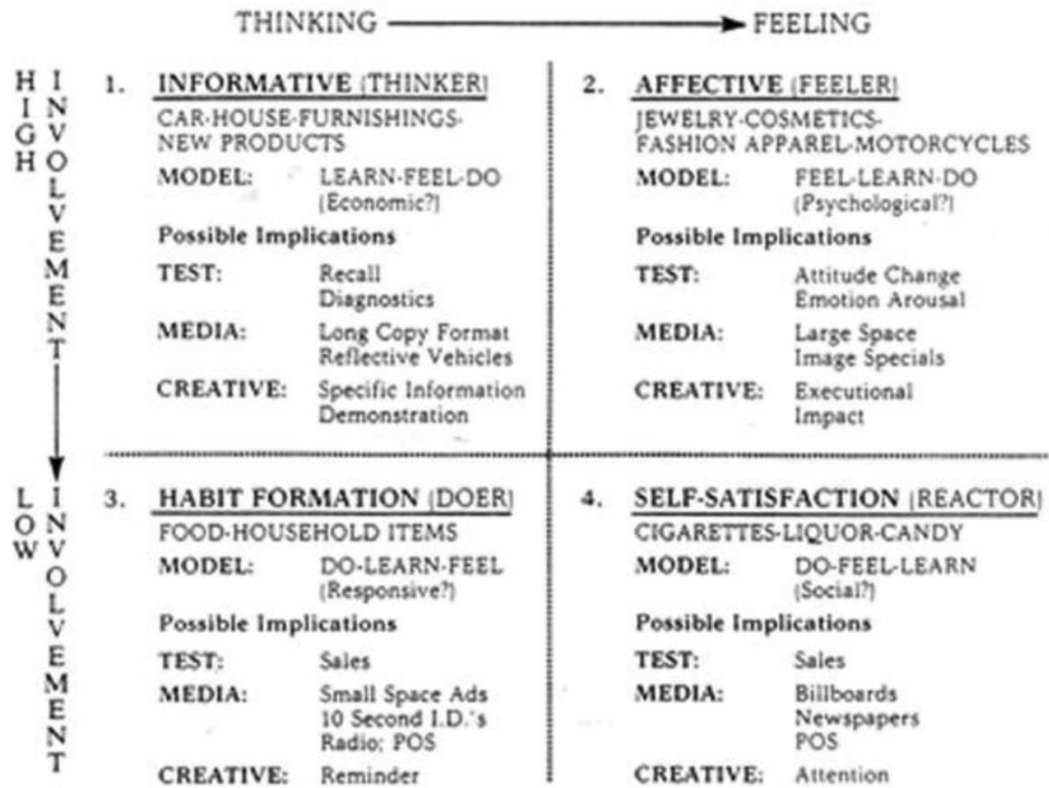 THINKING FEELING
HIGH INVOLVEMENT
1. INFORMATIVE (THINKER)
CAR-HOUSE-FURNISHINGS-
NEW PRODUCTS
MODEL: LEARN-FEEL-DO
(Economic?)
Possible Implications
TEST: Recall
Diagnostics
MEDIA: Long Copy Format
Reflective Vehicles
CREATIVE: Specific Information
Demonstration
2. AFFECTIVE (FEELER)
JEWELRY-COSMETICS-
FASHION APPAREL-MOTORCYCLES
MODEL: FEEL-LEARN-DO
(Psychological?)
Possible Implications
TEST: Attitude Change
Emotion Arousal
MEDIA: Large Space
Image Specials
CREATIVE: Executional
Impact
LOW INVOLVEMENT
3. HABIT FORMATION (DOER)
FOOD-HOUSEHOLD ITEMS
MODEL: DO-LEARN-FEEL
(Responsive?)
Possible Implications
TEST: Sales
MEDIA: Small Space Ads
10 Second I.D.'s
Radio; POS
CREATIVE: Reminder
4. SELF-SATISFACTION (REACTOR)
CIGARETTES-LIQUOR-CANDY
MODEL: DO-FEEL-LEARN
(Social?)
Possible Implications
TEST: Sales
MEDIA: Billboards
Newspapers
POS
CREATIVE: Attention